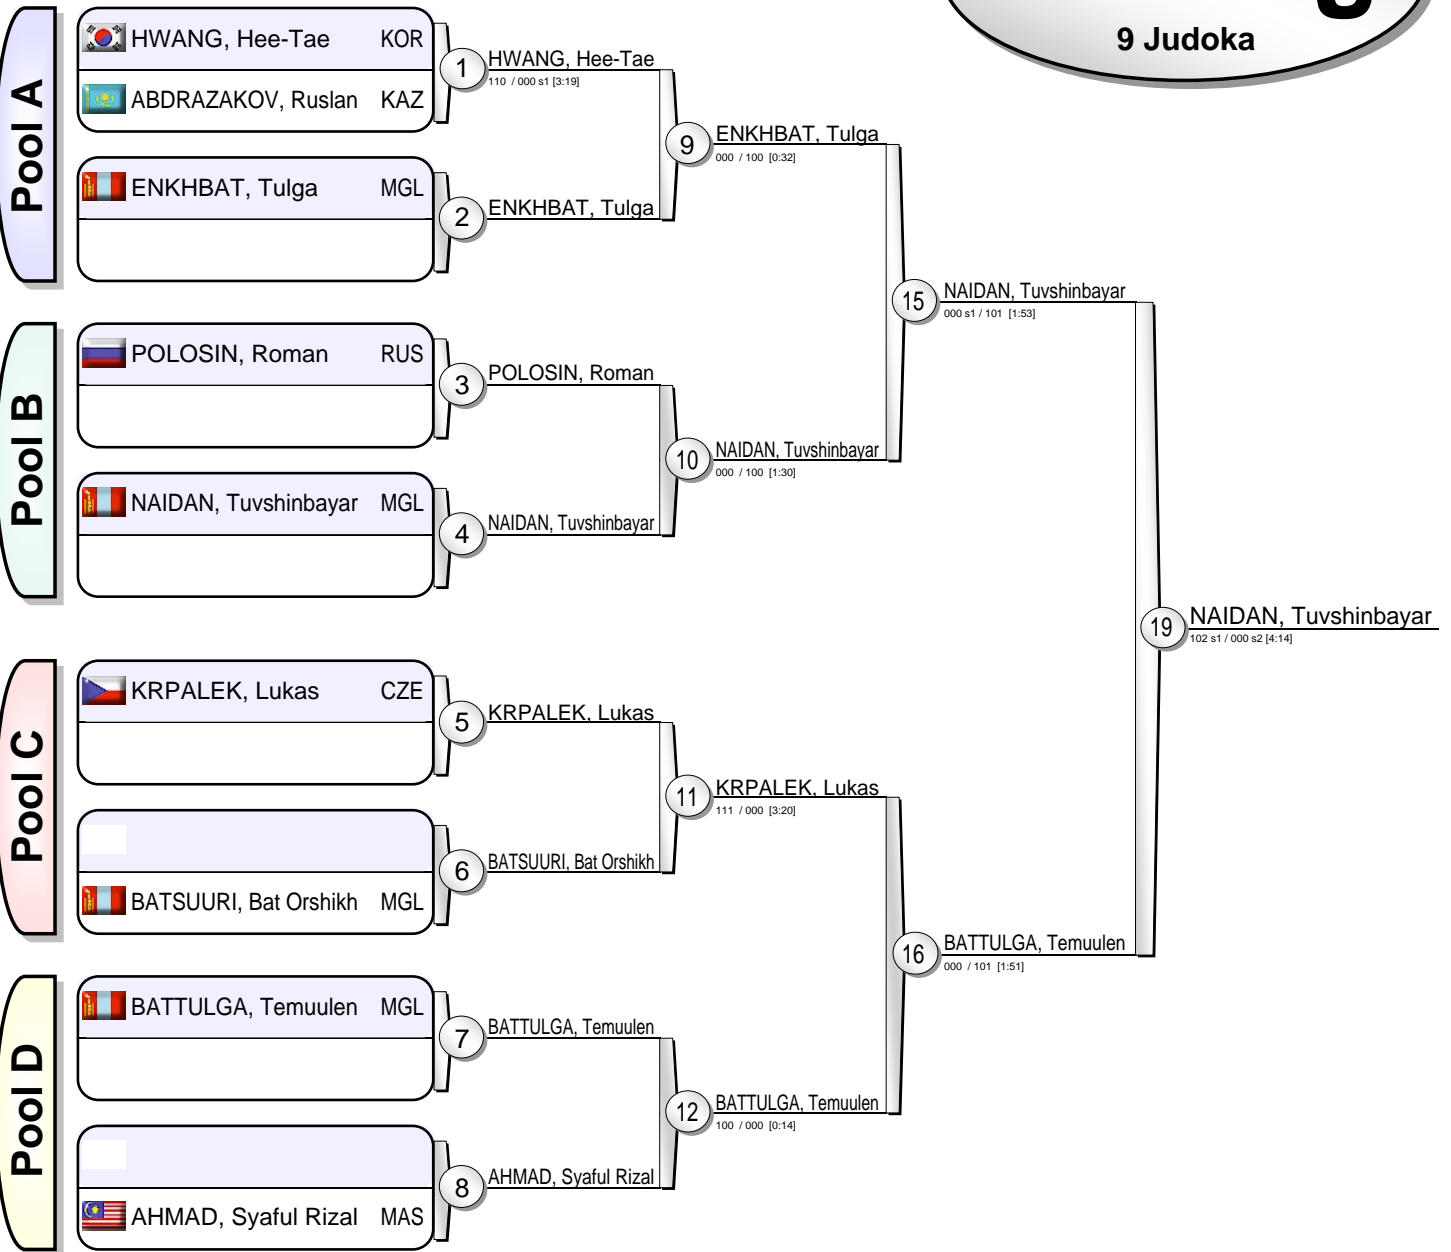 9 Judoka
Pool A
HWANG, Hee-Tae KOR
ABDRAZAKOV, Ruslan KAZ
1
HWANG, Hee-Tae
110 / 000 s1 [3:19]
ENKHBAT, Tulga MGL
2
ENKHBAT, Tulga
9
ENKHBAT, Tulga
000 / 100 [0:32]
Pool B
POLOSIN, Roman RUS
3
POLOSIN, Roman
NAIDAN, Tuvshinbayar MGL
4
NAIDAN, Tuvshinbayar
10
NAIDAN, Tuvshinbayar
000 / 100 [1:30]
15
NAIDAN, Tuvshinbayar
000 s1 / 101 [1:53]
Pool C
KRPALEK, Lukas CZE
5
KRPALEK, Lukas
BATSUURI, Bat Orshikh MGL
6
BATSUURI, Bat Orshikh
11
KRPALEK, Lukas
111 / 000 [3:20]
Pool D
BATTULGA, Temuulen MGL
7
BATTULGA, Temuulen
AHMAD, Syaful Rizal MAS
8
AHMAD, Syaful Rizal
12
BATTULGA, Temuulen
100 / 000 [0:14]
16
BATTULGA, Temuulen
000 / 101 [1:51]
19
NAIDAN, Tuvshinbayar
102 s1 / 000 s2 [4:14]